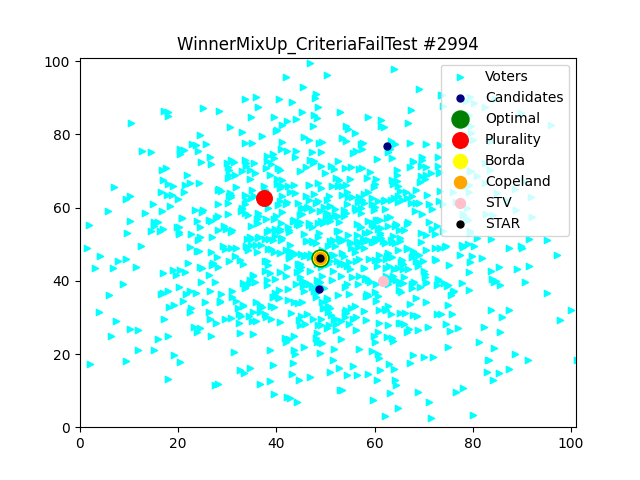 WinnerMixUp_CriteriaFailTest #2994
100
80
60
40
20
0
0 20 40 60 80 100
Voters
Candidates
Optimal
Plurality
Borda
Copeland
STV
STAR